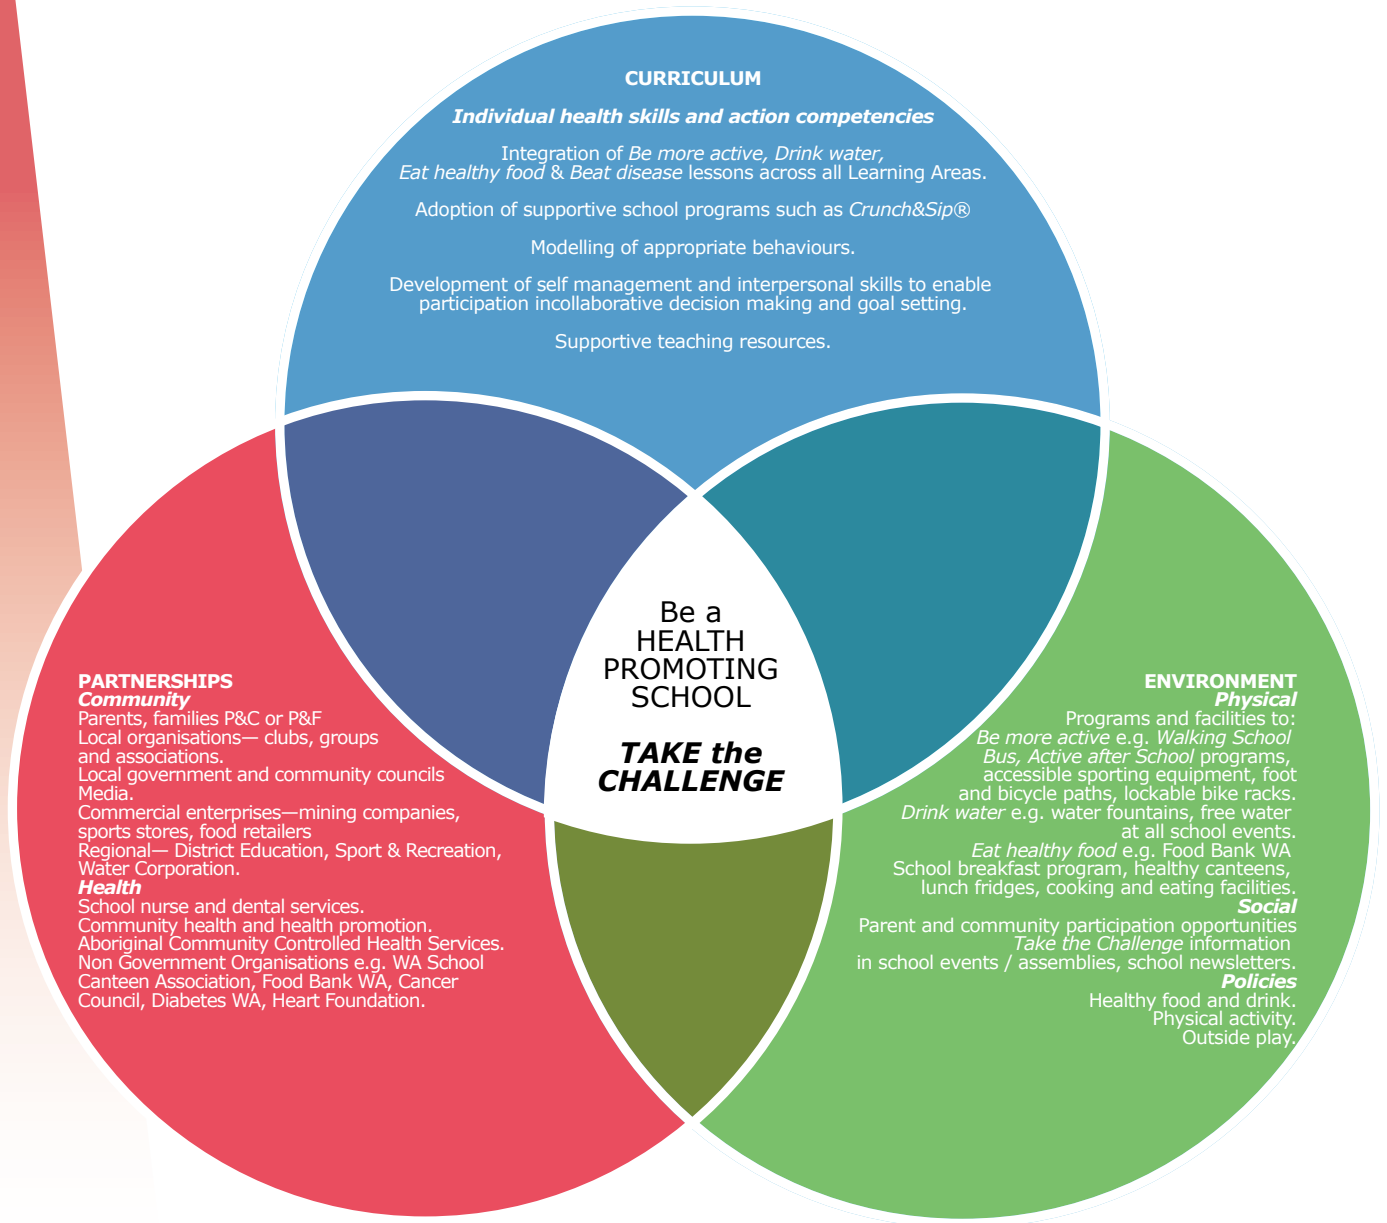 CURRICULUM
Individual health skills and action competencies
Integration of Be more active, Drink water,
Eat healthy food & Beat disease lessons across all Learning Areas.
Adoption of supportive school programs such as Crunch&Sip®
Modelling of appropriate behaviours.
Development of self management and interpersonal skills to enable
participation incollaborative decision making and goal setting.
Supportive teaching resources.
Be a
HEALTH
PROMOTING
SCHOOL
TAKE the
CHALLENGE
PARTNERSHIPS
Community
Parents, families P&C or P&F
Local organisations— clubs, groups
and associations.
Local government and community councils
Media.
Commercial enterprises—mining companies,
sports stores, food retailers
Regional— District Education, Sport & Recreation,
Water Corporation.
Health
School nurse and dental services.
Community health and health promotion.
Aboriginal Community Controlled Health Services.
Non Government Organisations e.g. WA School
Canteen Association, Food Bank WA, Cancer
Council, Diabetes WA, Heart Foundation.
ENVIRONMENT
Physical
Programs and facilities to:
Be more active e.g. Walking School
Bus, Active after School programs,
accessible sporting equipment, foot
and bicycle paths, lockable bike racks.
Drink water e.g. water fountains, free water
at all school events.
Eat healthy food e.g. Food Bank WA
School breakfast program, healthy canteens,
lunch fridges, cooking and eating facilities.
Social
Parent and community participation opportunities
Take the Challenge information
in school events / assemblies, school newsletters.
Policies
Healthy food and drink.
Physical activity.
Outside play.